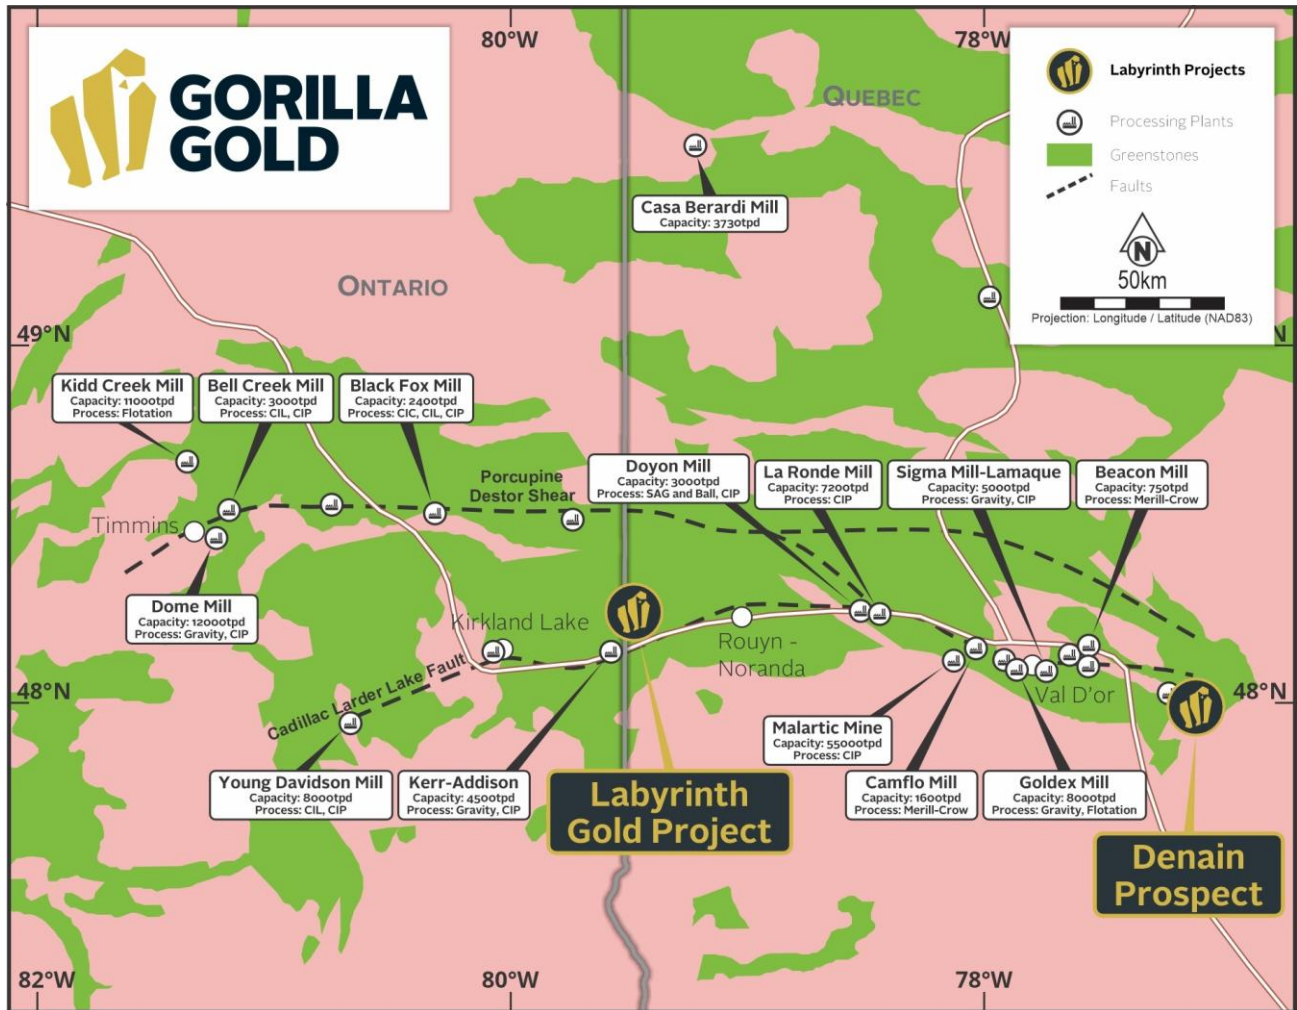 80°W
78°W
GORILLA
GOLD
Labyrinth Projects
Processing Plants
Greenstones
Faults
N
50km
Projection: Longitude / Latitude (NAD83)
QUEBEC
Casa Berardi Mill
Capacity: 3730tpd
ONTARIO
49°N
N
Kidd Creek Mill
Capacity: 11000tpd
Process: Flotation
Bell Creek Mill
Capacity: 3000tpd
Process: CIL, CIP
Black Fox Mill
Capacity: 2400tpd
Process: CIC, CIL, CIP
Porcupine
Destor Shear
Doyon Mill
Capacity: 3000tpd
Process: SAG and Ball, CIP
La Ronde Mill
Capacity: 7200tpd
Process: CIP
Sigma Mill-Lamaque
Capacity: 5000tpd
Process: Gravity, CIP
Beacon Mill
Capacity: 750tpd
Process: Merill-Crow
Timmins
Dome Mill
Capacity: 12000tpd
Process: Gravity, CIP
Kirkland Lake
Rouyn -
Noranda
Cadillac Larder Lake Fault
48°N
Val D'or
48°N
Malartic Mine
Capacity: 55000tpd
Process: CIP
Young Davidson Mill
Capacity: 8000tpd
Process: CIL, CIP
Kerr-Addison
Capacity: 4500tpd
Process: Gravity, CIP
Labyrinth
Gold Project
Camflo Mill
Capacity: 1600tpd
Process: Merill-Crow
Goldex Mill
Capacity: 8000tpd
Process: Gravity, Flotation
Denain
Prospect
82°W
80°W
78°W